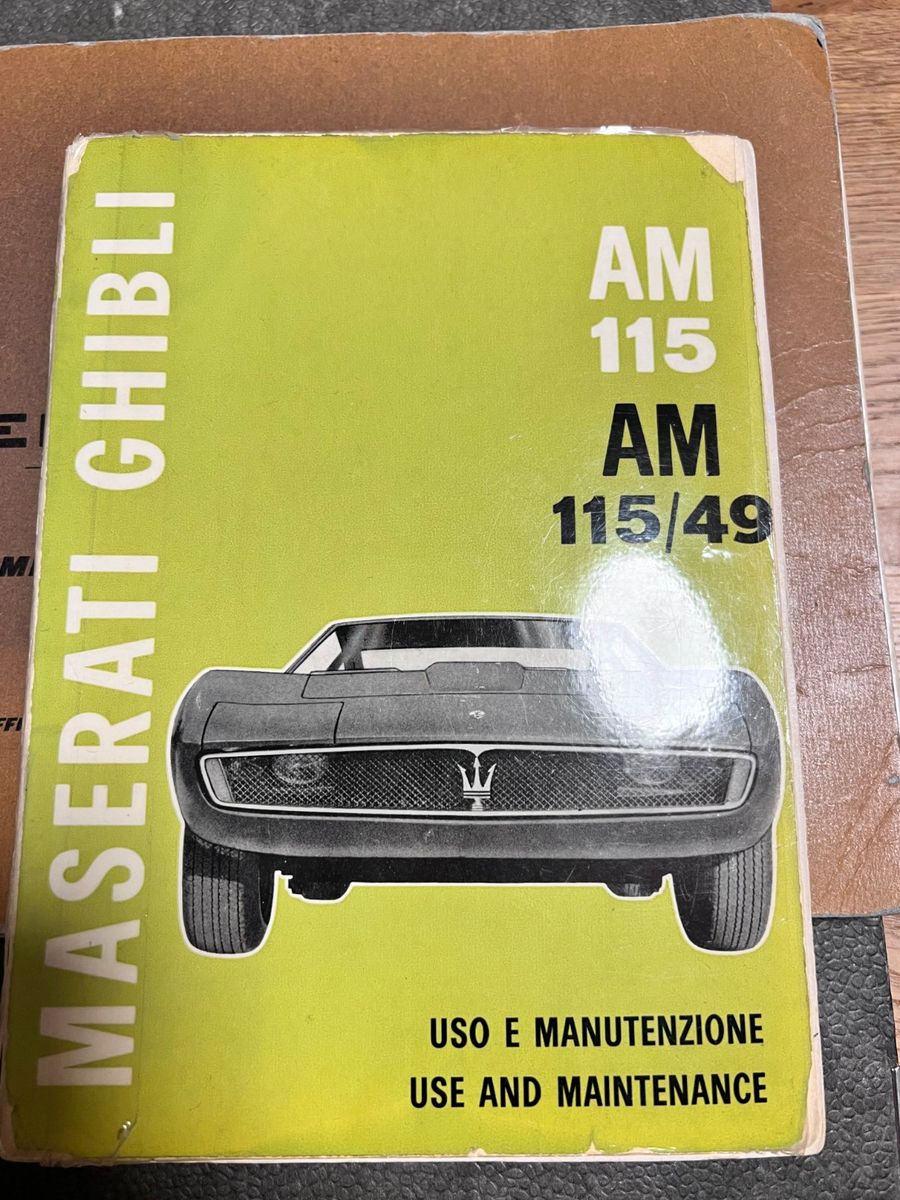 MASERATI GHIBLI
AM
115
AM
115/49
USO E MANUTENZIONE
USE AND MAINTENANCE